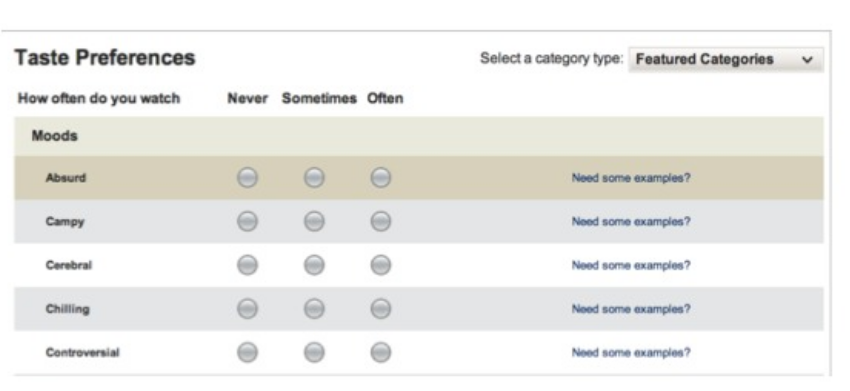 Taste Preferences Select a category type: Featured Categories
How often do you watch Never Sometimes Often
Moods
Absurd Need some examples?
Campy Need some examples?
Cerebral Need some examples?
Chilling Need some examples?
Controversial Need some examples?